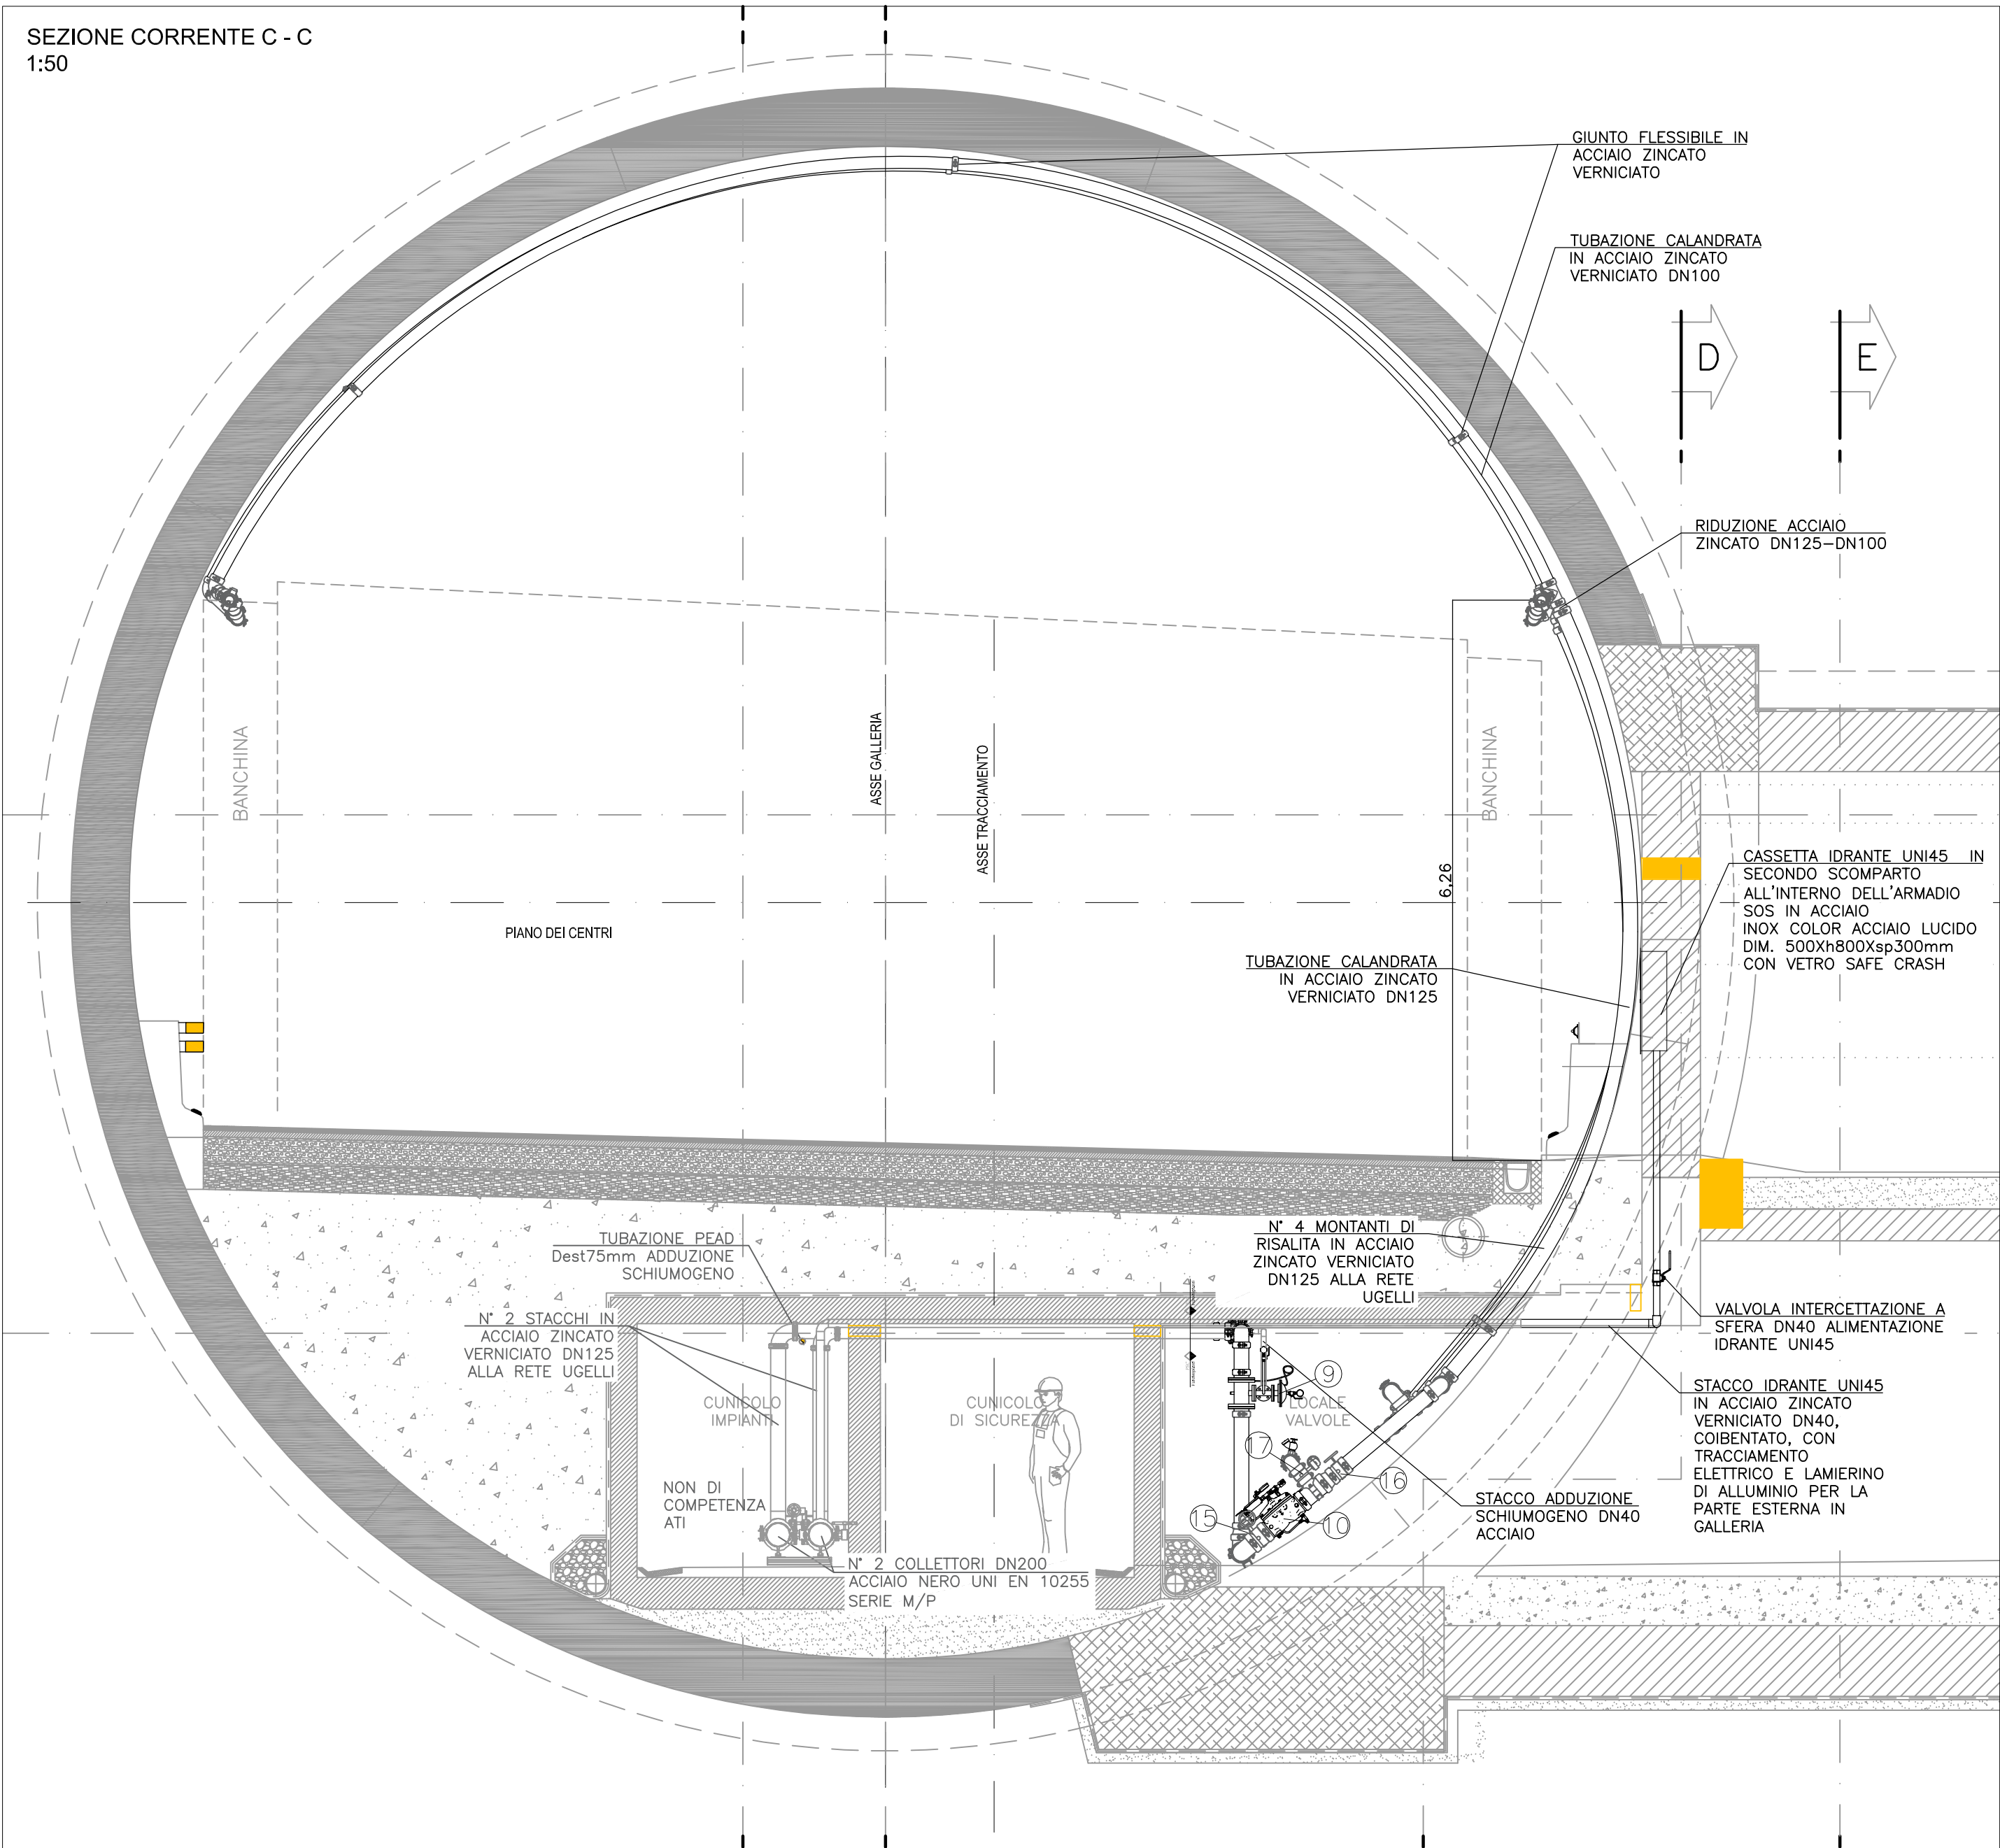 SEZIONE CORRENTE C - C
1:50
GIUNTO FLESSIBILE IN
ACCIAIO ZINCATO
VERNICIATO
TUBAZIONE CALANDRATA
IN ACCIAIO ZINCATO
VERNICIATO DN100
D
E
RIDUZIONE ACCIAIO
ZINCATO DN125-DN100
BANCHINA
ASSE GALLERIA
ASSE TRACCIAMENTO
BANCHINA
6,26
PIANO DEI CENTRI
CASSETTA IDRANTE UNI45 IN
SECONDO SCOMPARTO
ALL'INTERNO DELL'ARMADIO
SOS IN ACCIAIO
INOX COLOR ACCIAIO LUCIDO
DIM. 500Xh800Xsp300mm
CON VETRO SAFE CRASH
TUBAZIONE CALANDRATA
IN ACCIAIO ZINCATO
VERNICIATO DN125
TUBAZIONE PEAD
Dest75mm ADDUZIONE
SCHIUMOGENO
N° 4 MONTANTI DI
RISALITA IN ACCIAIO
ZINCATO VERNICIATO
DN125 ALLA RETE
UGELLI
N° 2 STACCHI IN
ACCIAIO ZINCATO
VERNICIATO DN125
ALLA RETE UGELLI
VALVOLA INTERCETTAZIONE A
SFERA DN40 ALIMENTAZIONE
IDRANTE UNI45
CUNICOLO
IMPIANTI
CUNICOLO
DI SICUREZZA
LOCALE
VALVOLE
9
17
16
15
10
STACCO IDRANTE UNI45
IN ACCIAIO ZINCATO
VERNICIATO DN40,
COIBENTATO, CON
TRACCIAMENTO
ELETTRICO E LAMIERINO
DI ALLUMINIO PER LA
PARTE ESTERNA IN
GALLERIA
NON DI
COMPETENZA
ATI
STACCO ADDUZIONE
SCHIUMOGENO DN40
ACCIAIO
N° 2 COLLETTORI DN200
ACCIAIO NERO UNI EN 10255
SERIE M/P